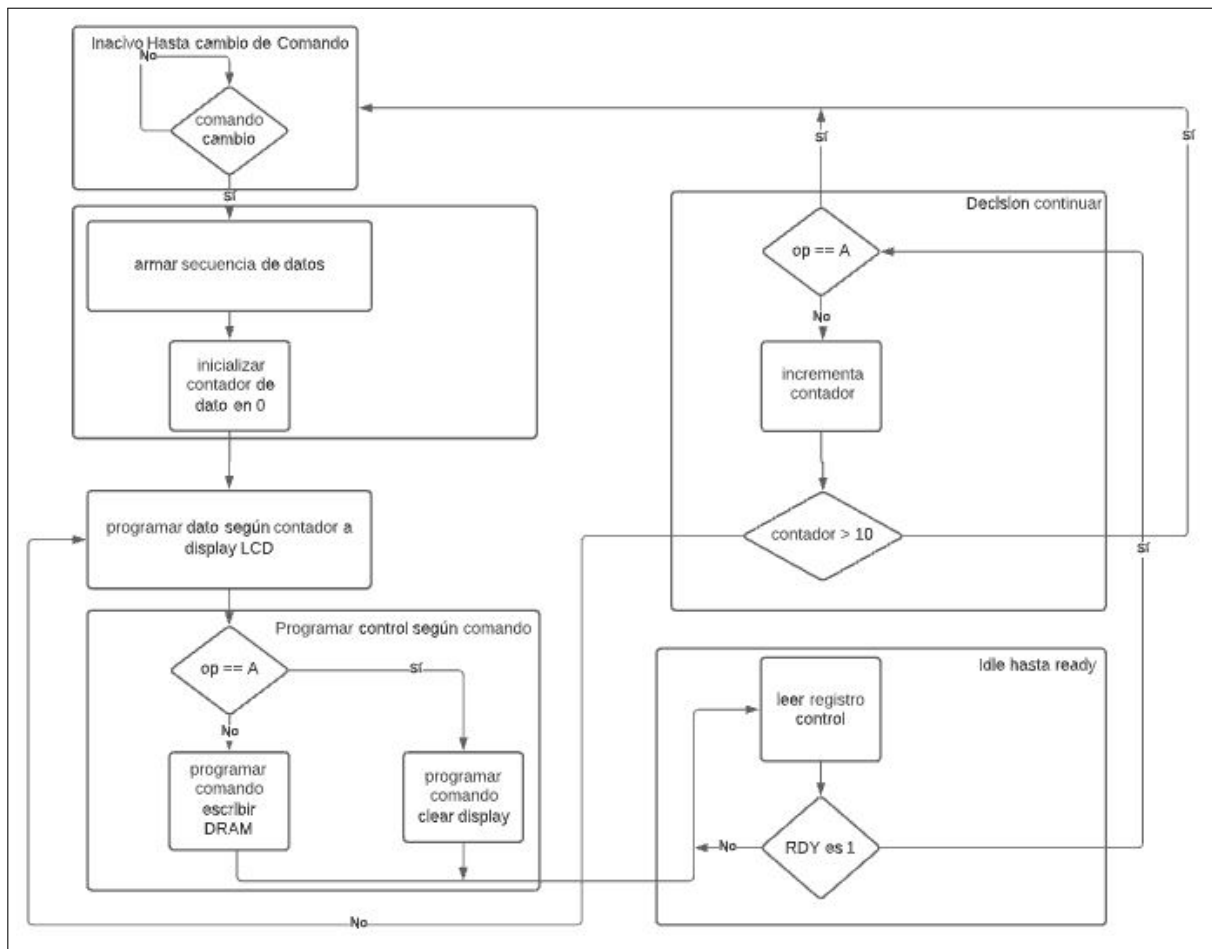 Inacivo Hasta cambio de Comando
No
comando
cambio
sí
armar secuencia de datos
inicializar
contador de
dato en 0
programar dato según contador a
display LCD
Programar control según comando
op == A
sí
No
programar
comando
escribir
DRAM
programar
comando
clear display
No
sí
sí
Decision continuar
op == A
No
incrementa
contador
contador > 10
sí
Idle hasta ready
leer registro
control
RDY es 1
No